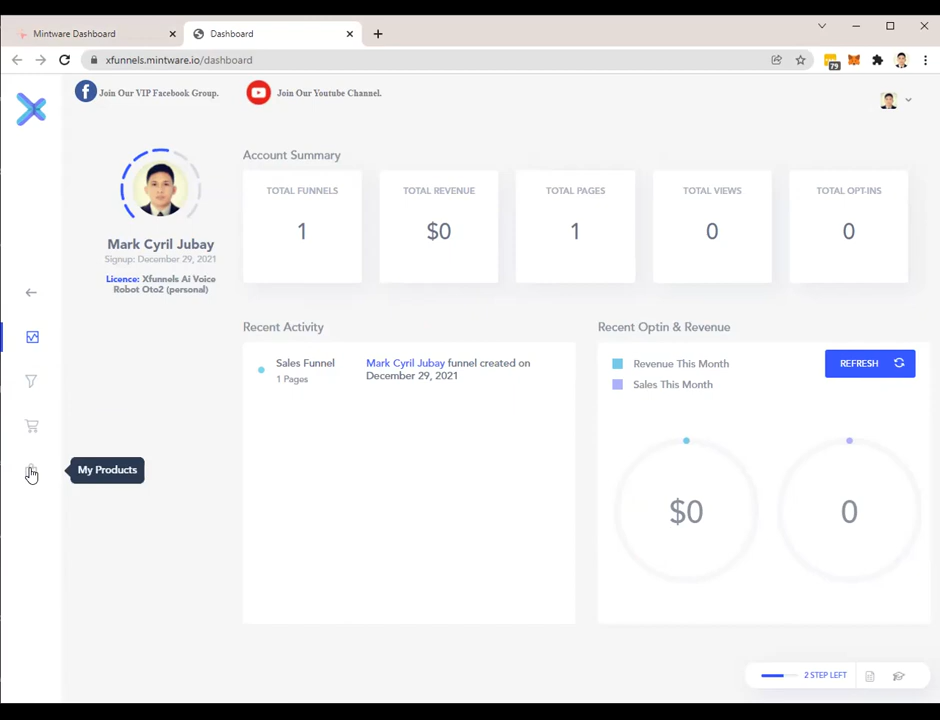 Mintware Dashboard
Dashboard
xfunnels.mintware.io/dashboard
79
Join Our VIP Facebook Group.
Join Our Youtube Channel.
Account Summary
TOTAL FUNNELS
1
TOTAL REVENUE
$0
TOTAL PAGES
1
TOTAL VIEWS
0
TOTAL OPT-INS
0
Mark Cyril Jubay
Signup: December 29, 2021
Licence: Xfunnels Ai Voice
Robot Oto2 (personal)
Recent Activity
Sales Funnel
1 Pages
Mark Cyril Jubay funnel created on
December 29, 2021
Recent Optin & Revenue
Revenue This Month
Sales This Month
REFRESH
$0
0
My Products
2 STEP LEFT